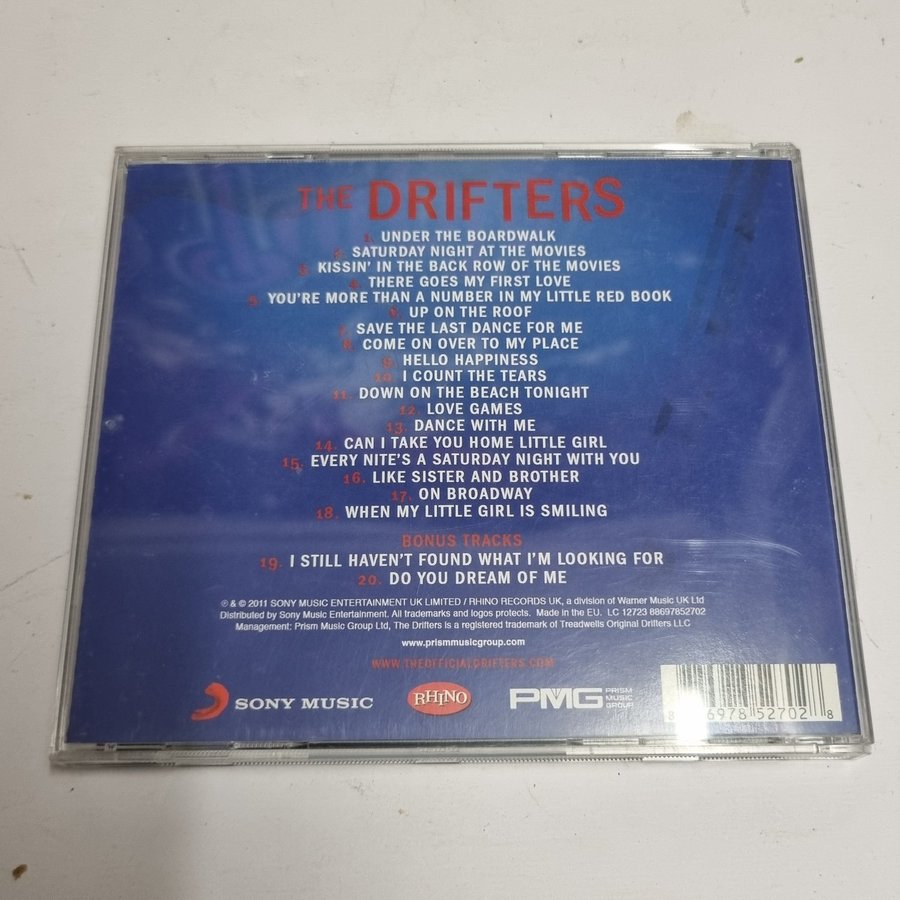 THE DRIFTERS
1. UNDER THE BOARDWALK
2. SATURDAY NIGHT AT THE MOVIES
3. KISSIN' IN THE BACK ROW OF THE MOVIES
4. THERE GOES MY FIRST LOVE
5. YOU'RE MORE THAN A NUMBER IN MY LITTLE RED BOOK
6. UP ON THE ROOF
7. SAVE THE LAST DANCE FOR ME
8. COME ON OVER TO MY PLACE
9. HELLO HAPPINESS
10. I COUNT THE TEARS
11. DOWN ON THE BEACH TONIGHT
12. LOVE GAMES
13. DANCE WITH ME
14. CAN I TAKE YOU HOME LITTLE GIRL
15. EVERY NITE'S A SATURDAY NIGHT WITH YOU
16. LIKE SISTER AND BROTHER
17. ON BROADWAY
18. WHEN MY LITTLE GIRL IS SMILING
BONUS TRACKS
19. I STILL HAVEN'T FOUND WHAT I'M LOOKING FOR
20. DO YOU DREAM OF ME
℗ & © 2011 SONY MUSIC ENTERTAINMENT UK LIMITED / RHINO RECORDS UK, a division of Warner Music UK Ltd
Distributed by Sony Music Entertainment. All trademarks and logos protects. Made in the EU. LC 12723 88697852702
Management: Prism Music Group Ltd, The Drifters is a registered trademark of Treadwells Original Drifters LLC
www.prismmusicgroup.com
WWW.THEOFFICIALDRIFTERS.COM
SONY MUSIC
RHINO
PMG PRISM MUSIC GROUP
8 6978 52702 8